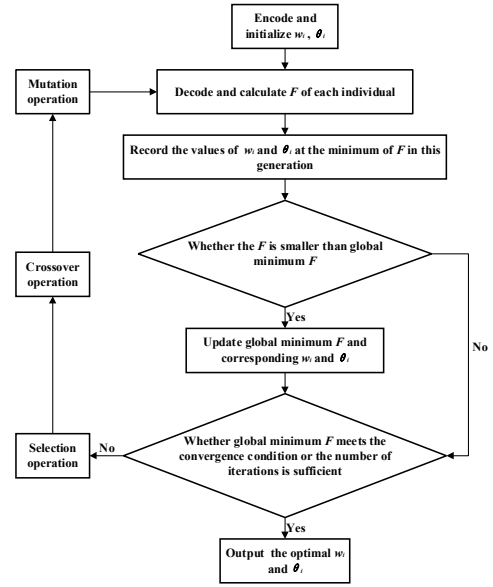 Encode and
initialize wᵢ, θᵢ
Mutation
operation
Decode and calculate F of each individual
Record the values of wᵢ and θᵢ at the minimum of F in this
generation
Whether the F is smaller than global
minimum F
Crossover
operation
Yes
No
Update global minimum F and
corresponding wᵢ and θᵢ
Selection
operation
No
Whether global minimum F meets the
convergence condition or the number of
iterations is sufficient
Yes
Output the optimal wᵢ
and θᵢ